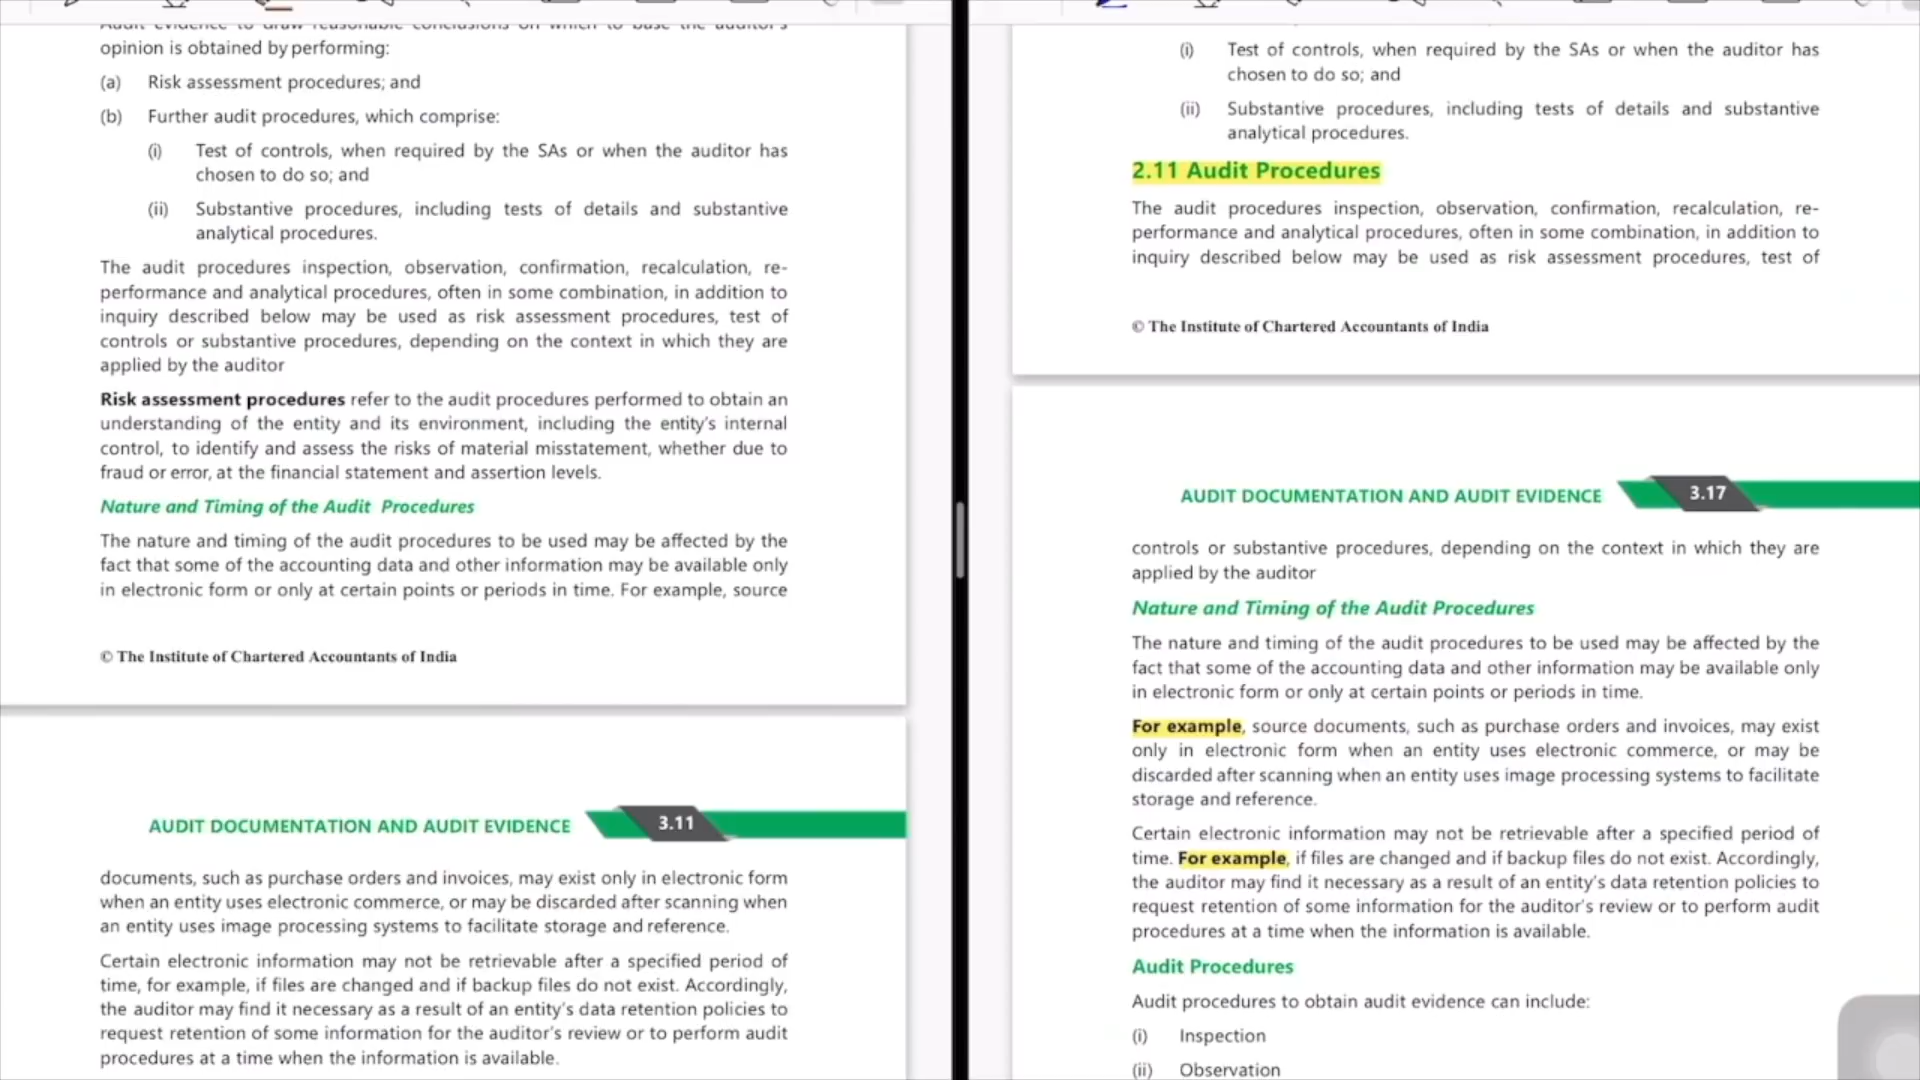 Audit evidence to draw reasonable conclusions on which to base the auditor's
opinion is obtained by performing:
(a) Risk assessment procedures; and
(b) Further audit procedures, which comprise:
(i) Test of controls, when required by the SAs or when the auditor has
chosen to do so; and
(ii) Substantive procedures, including tests of details and substantive
analytical procedures.
The audit procedures inspection, observation, confirmation, recalculation, re-
performance and analytical procedures, often in some combination, in addition to
inquiry described below may be used as risk assessment procedures, test of
controls or substantive procedures, depending on the context in which they are
applied by the auditor
Risk assessment procedures refer to the audit procedures performed to obtain an
understanding of the entity and its environment, including the entity's internal
control, to identify and assess the risks of material misstatement, whether due to
fraud or error, at the financial statement and assertion levels.
Nature and Timing of the Audit Procedures
The nature and timing of the audit procedures to be used may be affected by the
fact that some of the accounting data and other information may be available only
in electronic form or only at certain points or periods in time. For example, source
© The Institute of Chartered Accountants of India
AUDIT DOCUMENTATION AND AUDIT EVIDENCE 3.11
documents, such as purchase orders and invoices, may exist only in electronic form
when an entity uses electronic commerce, or may be discarded after scanning when
an entity uses image processing systems to facilitate storage and reference.
Certain electronic information may not be retrievable after a specified period of
time, for example, if files are changed and if backup files do not exist. Accordingly,
the auditor may find it necessary as a result of an entity's data retention policies to
request retention of some information for the auditor's review or to perform audit
procedures at a time when the information is available.
(i) Test of controls, when required by the SAs or when the auditor has
chosen to do so; and
(ii) Substantive procedures, including tests of details and substantive
analytical procedures.
2.11 Audit Procedures
The audit procedures inspection, observation, confirmation, recalculation, re-
performance and analytical procedures, often in some combination, in addition to
inquiry described below may be used as risk assessment procedures, test of
© The Institute of Chartered Accountants of India
AUDIT DOCUMENTATION AND AUDIT EVIDENCE 3.17
controls or substantive procedures, depending on the context in which they are
applied by the auditor
Nature and Timing of the Audit Procedures
The nature and timing of the audit procedures to be used may be affected by the
fact that some of the accounting data and other information may be available only
in electronic form or only at certain points or periods in time.
For example, source documents, such as purchase orders and invoices, may exist
only in electronic form when an entity uses electronic commerce, or may be
discarded after scanning when an entity uses image processing systems to facilitate
storage and reference.
Certain electronic information may not be retrievable after a specified period of
time. For example, if files are changed and if backup files do not exist. Accordingly,
the auditor may find it necessary as a result of an entity's data retention policies to
request retention of some information for the auditor's review or to perform audit
procedures at a time when the information is available.
Audit Procedures
Audit procedures to obtain audit evidence can include:
(i) Inspection
(ii) Observation